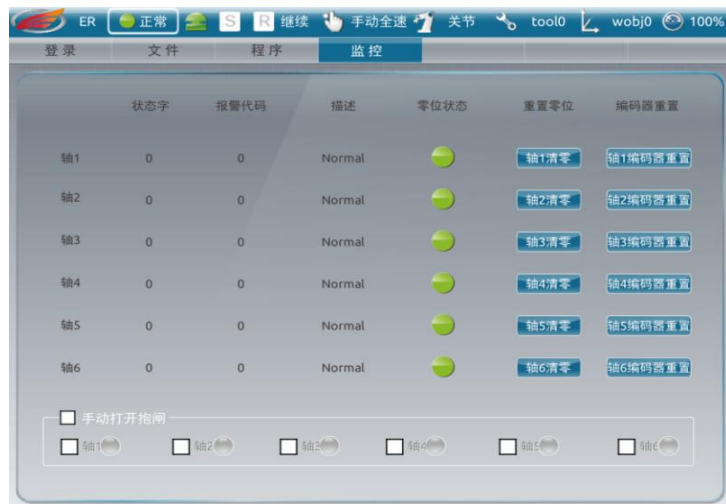 ER 正常 S R 继续 手动全速 关节 tool0 wobj0 100%
登录 文件 程序 监控
状态字 报警代码 描述 零位状态 重置零位 编码器重置
轴1 0 0 Normal 轴1清零 轴1编码器重置
轴2 0 0 Normal 轴2清零 轴2编码器重置
轴3 0 0 Normal 轴3清零 轴3编码器重置
轴4 0 0 Normal 轴4清零 轴4编码器重置
轴5 0 0 Normal 轴5清零 轴5编码器重置
轴6 0 0 Normal 轴6清零 轴6编码器重置
手动打开抱闸
轴1 轴2 轴3 轴4 轴5 轴6